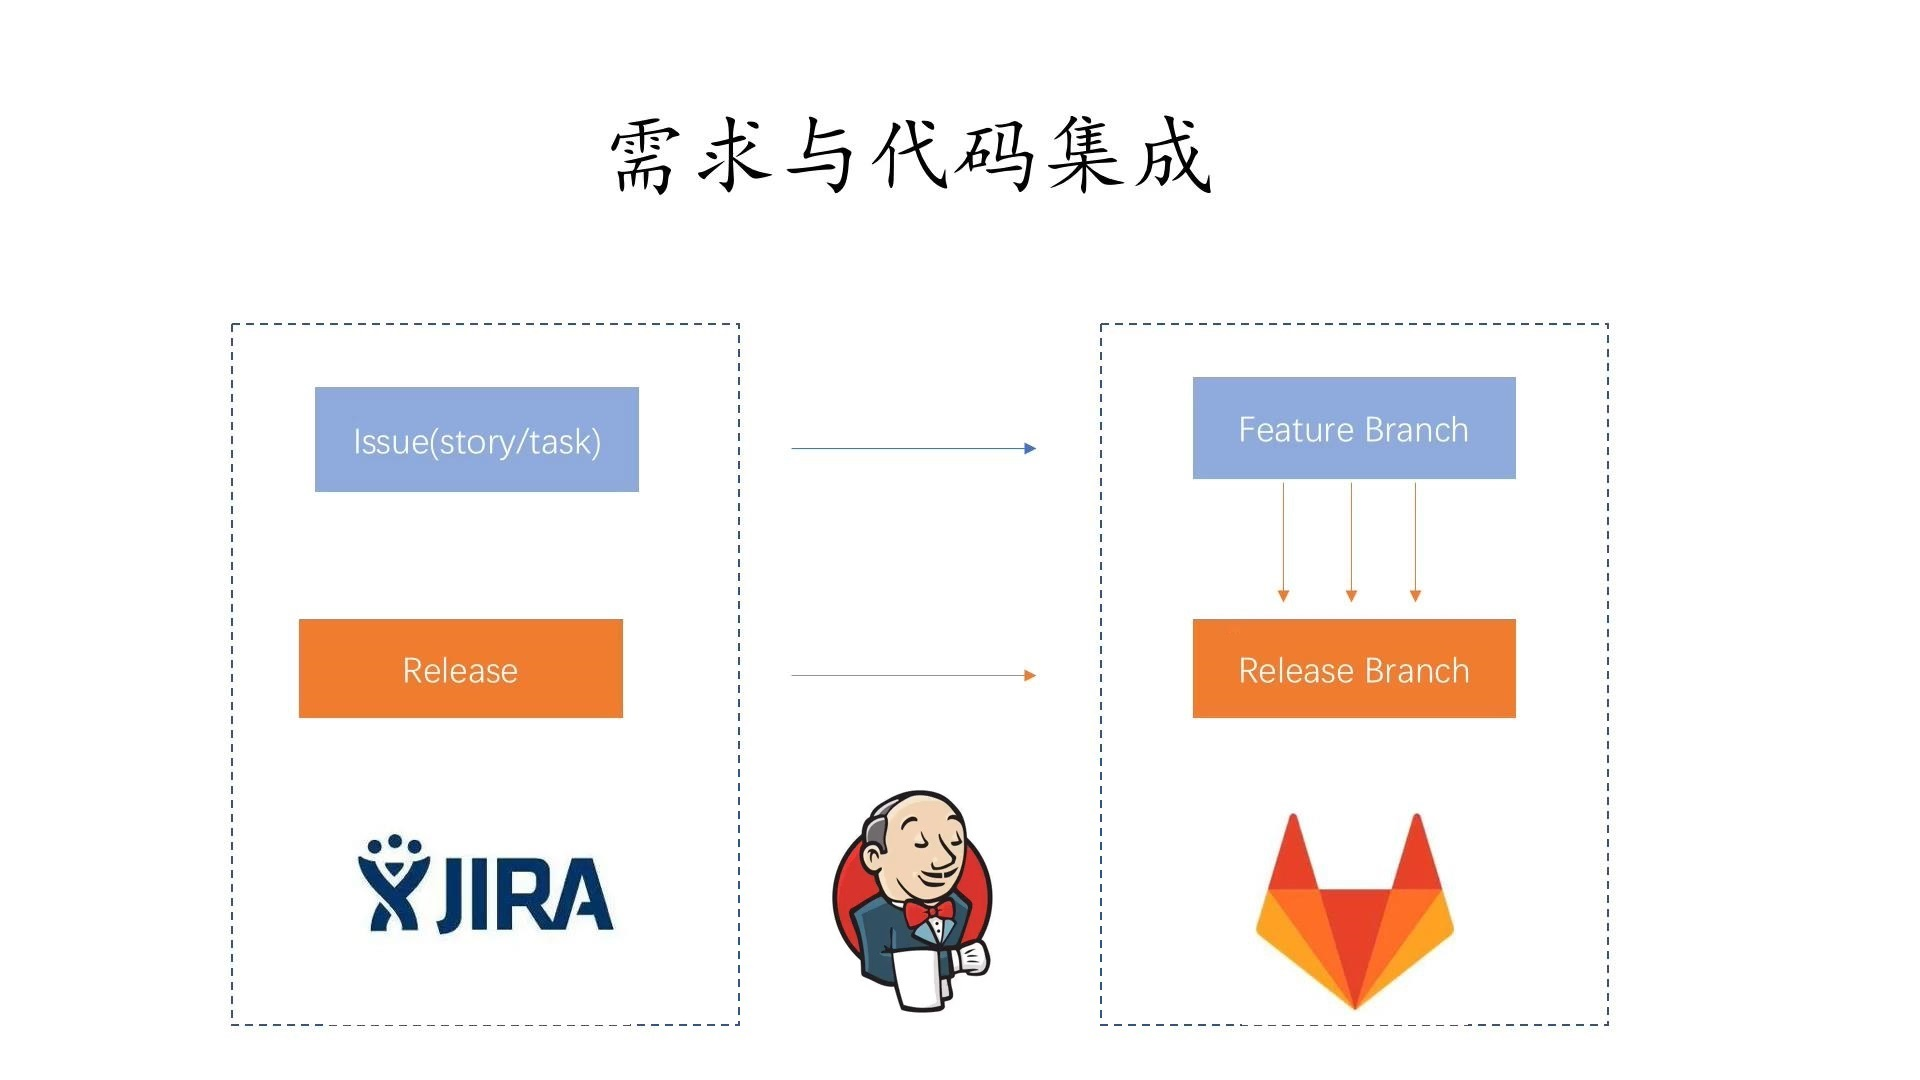 需求与代码集成
Issue(story/task)
Feature Branch
Release
Release Branch
JIRA